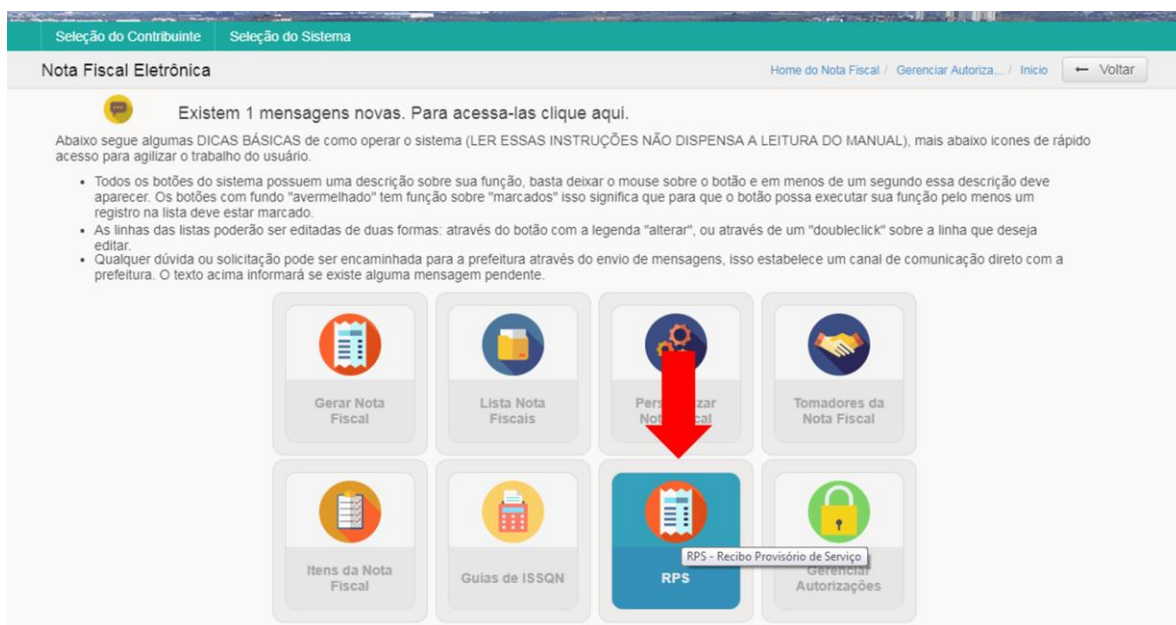 Seleção do Contribuinte Seleção do Sistema
Nota Fiscal Eletrônica Home do Nota Fiscal / Gerenciar Autoriza... / Inicio ← Voltar
Existem 1 mensagens novas. Para acessa-las clique aqui.
Abaixo segue algumas DICAS BÁSICAS de como operar o sistema (LER ESSAS INSTRUÇÕES NÃO DISPENSA A LEITURA DO MANUAL), mais abaixo icones de rápido
acesso para agilizar o trabalho do usuário.
• Todos os botões do sistema possuem uma descrição sobre sua função, basta deixar o mouse sobre o botão e em menos de um segundo essa descrição deve
aparecer. Os botões com fundo "avermelhado" tem função sobre "marcados" isso significa que para que o botão possa executar sua função pelo menos um
registro na lista deve estar marcado.
• As linhas das listas poderão ser editadas de duas formas: através do botão com a legenda "alterar", ou através de um "doubleclick" sobre a linha que deseja
editar.
• Qualquer dúvida ou solicitação pode ser encaminhada para a prefeitura através do envio de mensagens, isso estabelece um canal de comunicação direto com a
prefeitura. O texto acima informará se existe alguma mensagem pendente.
Gerar Nota
Fiscal
Lista Nota
Fiscais
Tomadores da
Nota Fiscal
Itens da Nota
Fiscal
Guias de ISSQN
RPS
RPS - Recibo Provisório de Serviço
Gerenciar
Autorizações